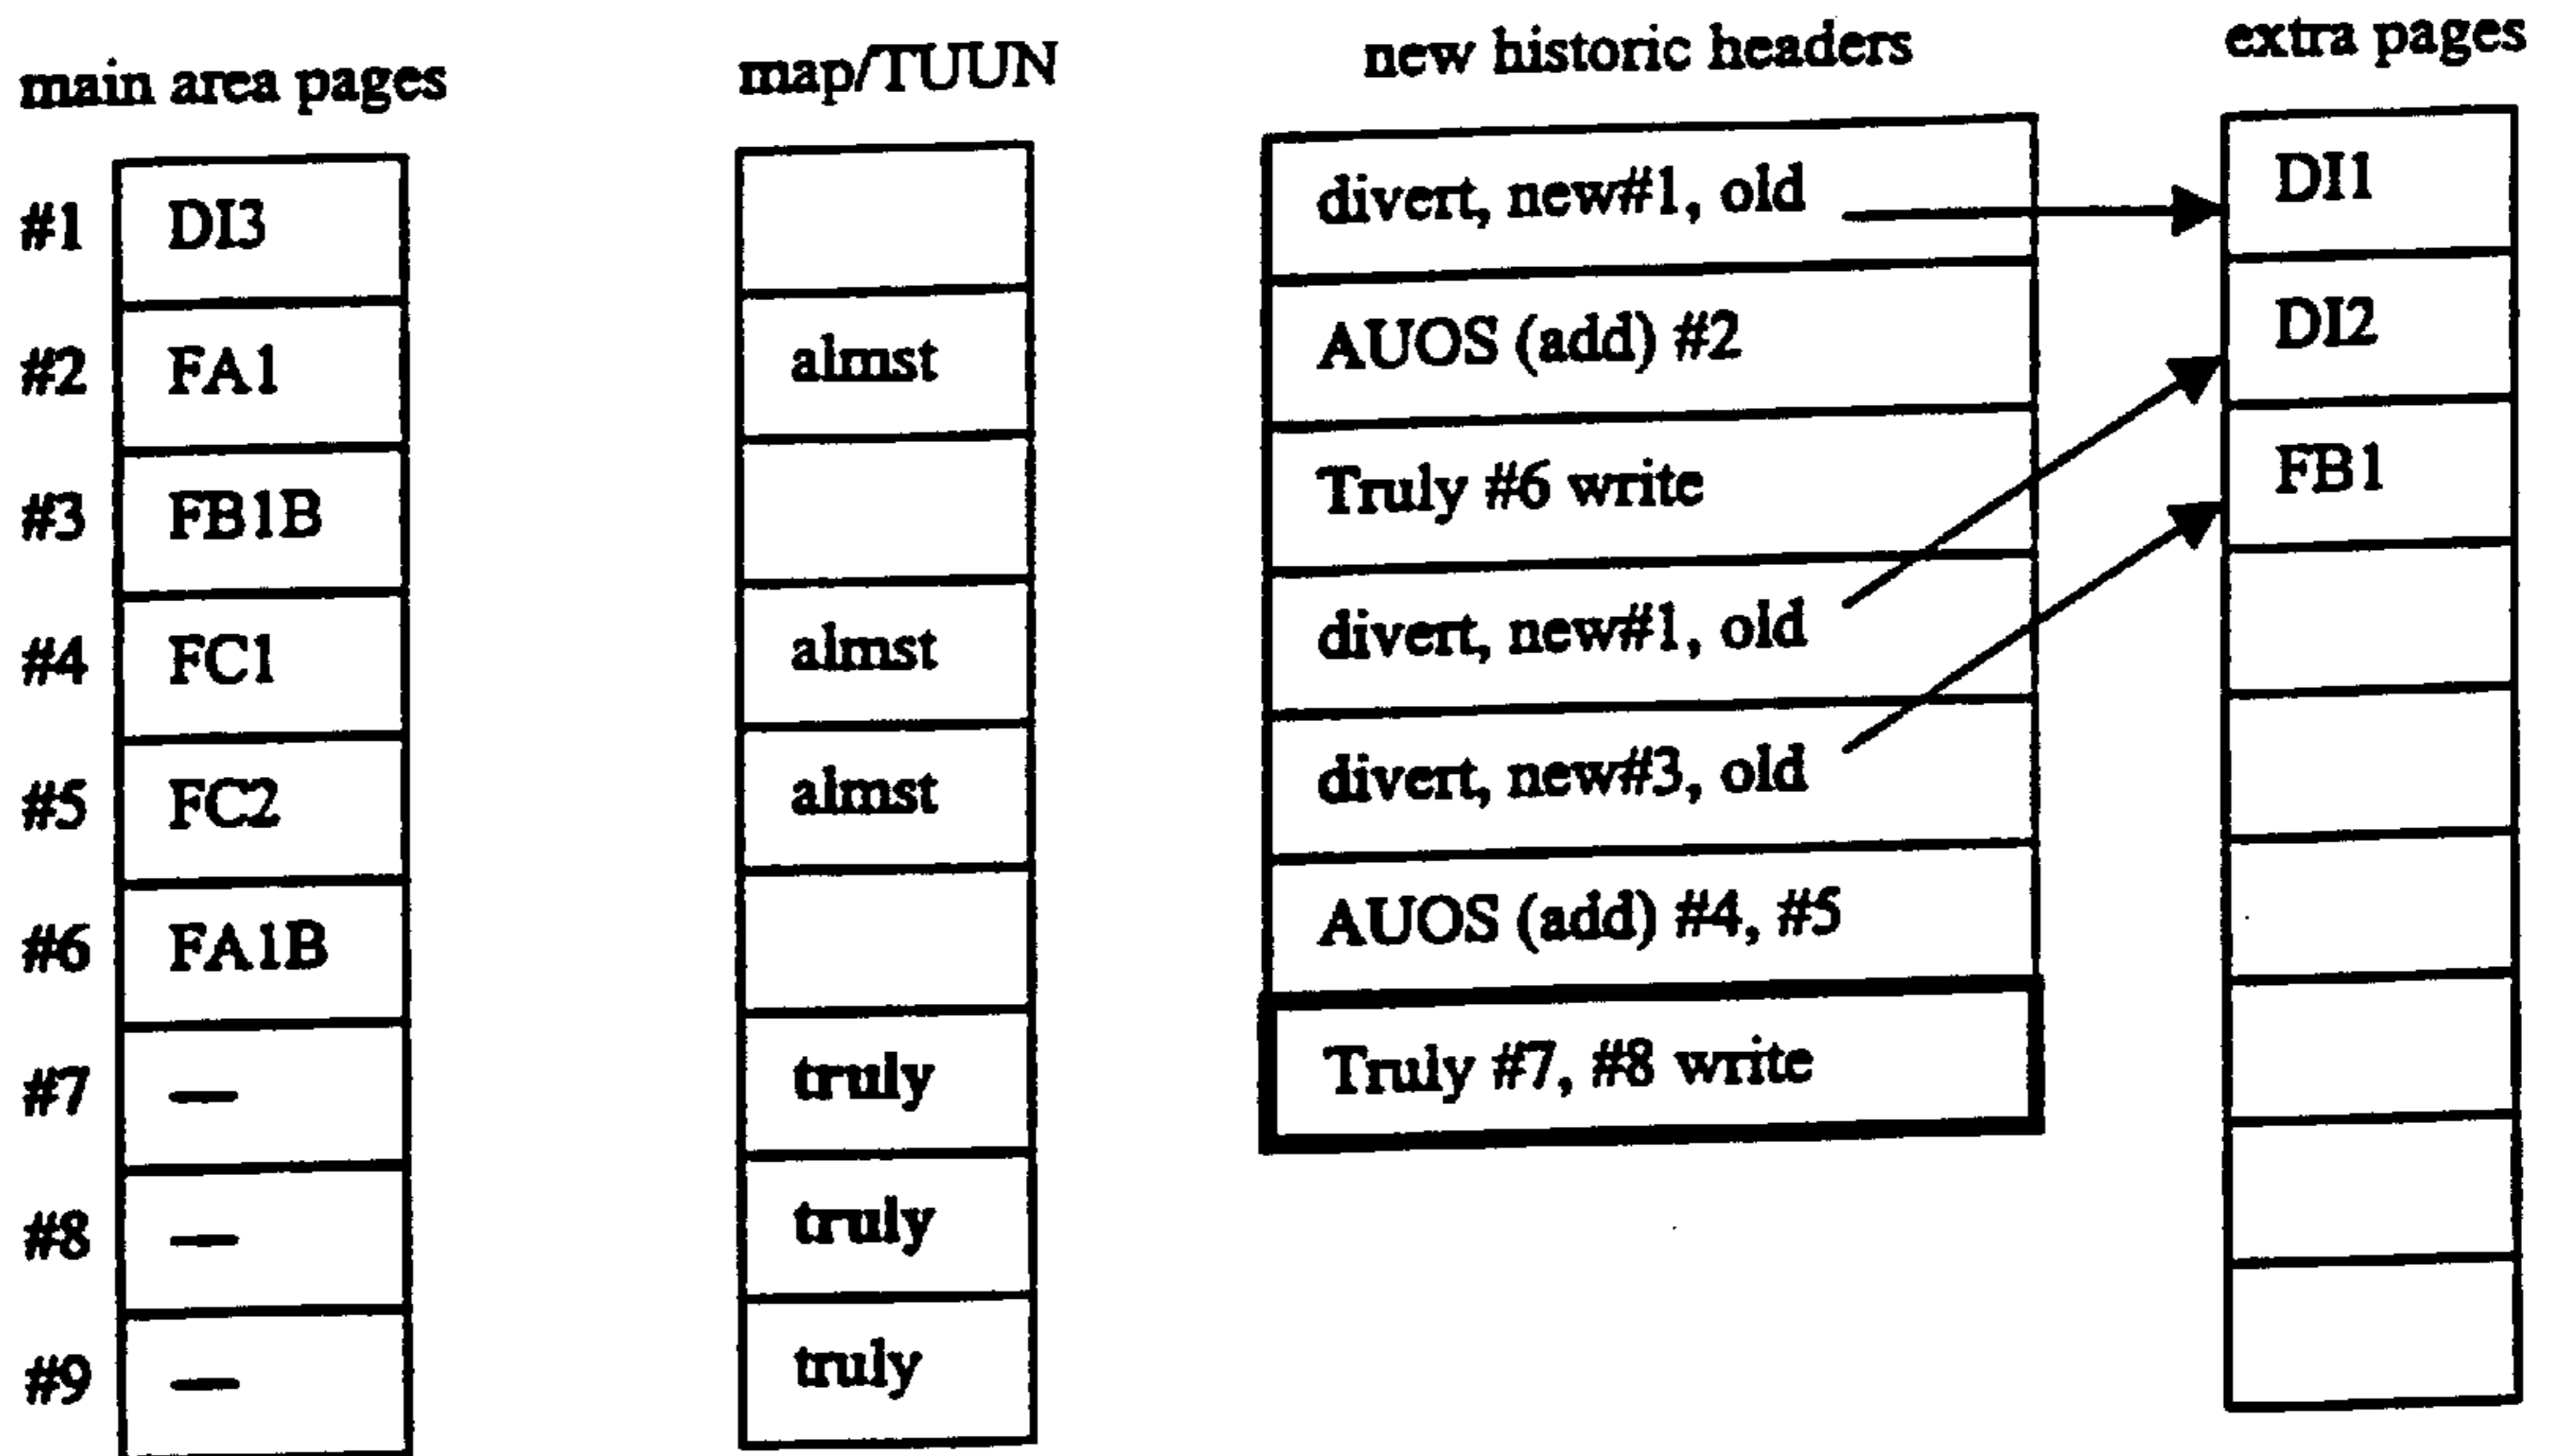 main area pages
#1 DI3
#2 FA1
#3 FB1B
#4 FC1
#5 FC2
#6 FA1B
#7 —
#8 —
#9 —
map/TUUN
almst
almst
almst
truly
truly
truly
new historic headers
divert, new#1, old
AUOS (add) #2
Truly #6 write
divert, new#1, old
divert, new#3, old
AUOS (add) #4, #5
Truly #7, #8 write
extra pages
DI1
DI2
FB1